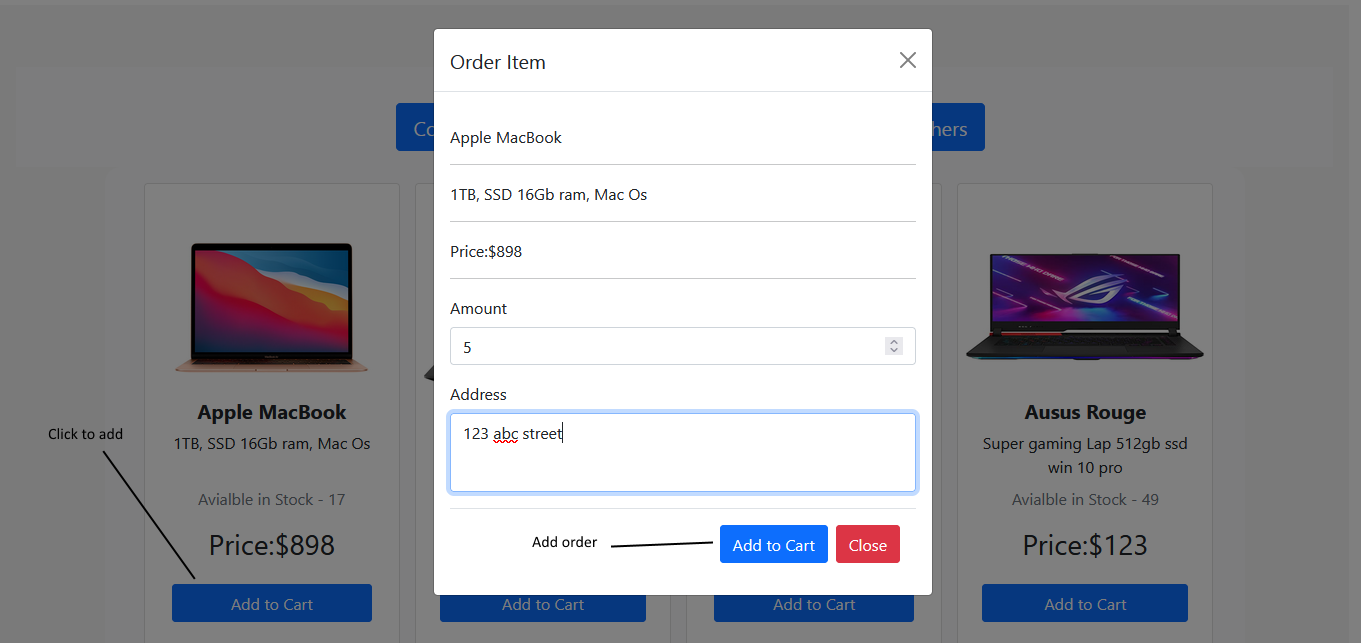 Order Item
Co
hers
Apple MacBook
1TB, SSD 16Gb ram, Mac Os
Price:$898
Amount
5
Address
123 abc street
Add order
Add to Cart
Close
Click to add
Apple MacBook
1TB, SSD 16Gb ram, Mac Os
Avialble in Stock - 17
Price:$898
Add to Cart
Add to Cart
Add to Cart
Ausus Rouge
Super gaming Lap 512gb ssd
win 10 pro
Avialble in Stock - 49
Price:$123
Add to Cart